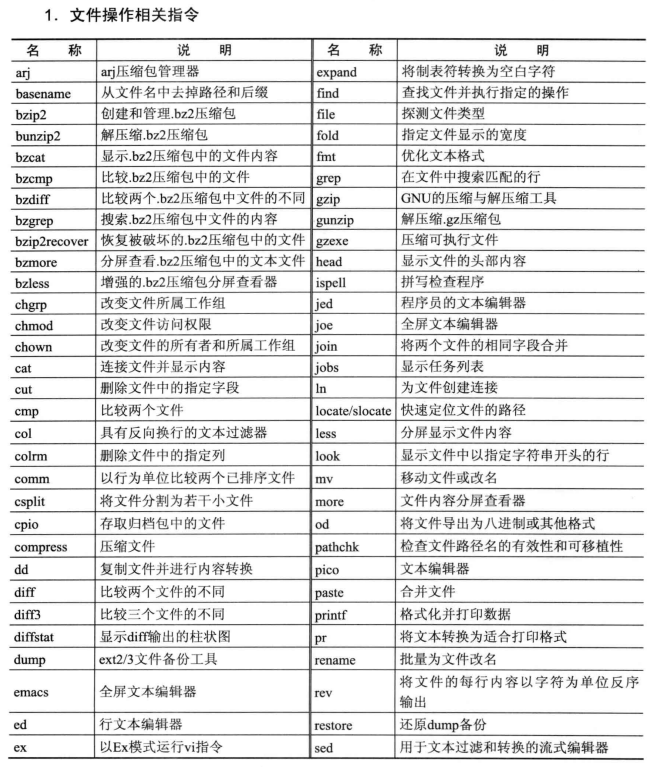 1. 文件操作相关指令
名 称 说 明 名 称 说 明
arj arj压缩包管理器 expand 将制表符转换为空白字符
basename 从文件名中去掉路径和后缀 find 查找文件并执行指定的操作
bzip2 创建和管理.bz2压缩包 file 探测文件类型
bunzip2 解压缩.bz2压缩包 fold 指定文件显示的宽度
bzcat 显示.bz2压缩包中的文件内容 fmt 优化文本格式
bzcmp 比较.bz2压缩包中的文件 grep 在文件中搜索匹配的行
bzdiff 比较两个.bz2压缩包中文件的不同 gzip GNU的压缩与解压缩工具
bzgrep 搜索.bz2压缩包中文件的内容 gunzip 解压缩.gz压缩包
bzip2recover 恢复被破坏的.bz2压缩包中的文件 gzexe 压缩可执行文件
bzmore 分屏查看.bz2压缩包中的文本文件 head 显示文件的头部内容
bzless 增强的.bz2压缩包分屏查看器 ispell 拼写检查程序
chgrp 改变文件所属工作组 jed 程序员的文本编辑器
chmod 改变文件访问权限 joe 全屏文本编辑器
chown 改变文件的所有者和所属工作组 join 将两个文件的相同字段合并
cat 连接文件并显示内容 jobs 显示任务列表
cut 删除文件中的指定字段 ln 为文件创建连接
cmp 比较两个文件 locate/slocate 快速定位文件的路径
col 具有反向换行的文本过滤器 less 分屏显示文件内容
colrm 删除文件中的指定列 look 显示文件中以指定字符串开头的行
comm 以行为单位比较两个已排序文件 mv 移动文件或改名
csplit 将文件分割为若干小文件 more 文件内容分屏查看器
cpio 存取归档包中的文件 od 将文件导出为八进制或其他格式
compress 压缩文件 pathchk 检查文件路径名的有效性和可移植性
dd 复制文件并进行内容转换 pico 文本编辑器
diff 比较两个文件的不同 paste 合并文件
diff3 比较三个文件的不同 printf 格式化并打印数据
diffstat 显示diff输出的柱状图 pr 将文本转换为适合打印格式
dump ext2/3文件备份工具 rename 批量为文件改名
emacs 全屏文本编辑器 rev 将文件的每行内容以字符为单位反序
输出
ed 行文本编辑器 restore 还原dump备份
ex 以Ex模式运行vi指令 sed 用于文本过滤和转换的流式编辑器